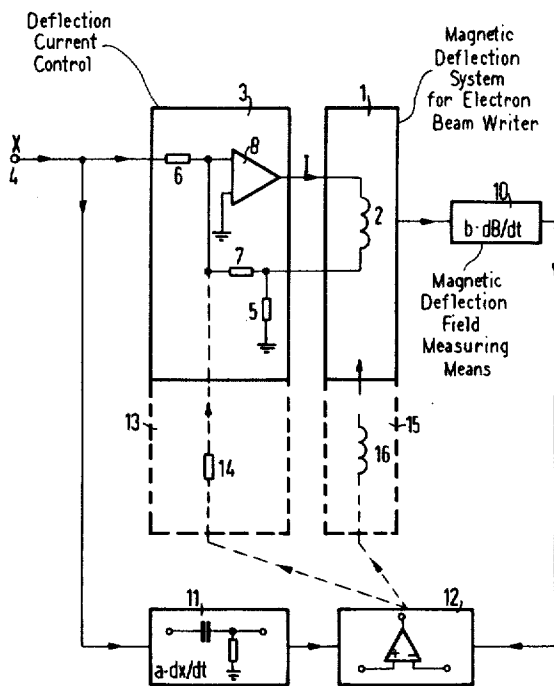 Deflection
Current
Control
Magnetic
Deflection
System
for Electron
Beam Writer
3
1
X
4
6
8
I
2
10
b·dB/dt
7
5
Magnetic
Deflection
Field
Measuring
Means
13
14
15
16
11
12
a·dx/dt
+ -